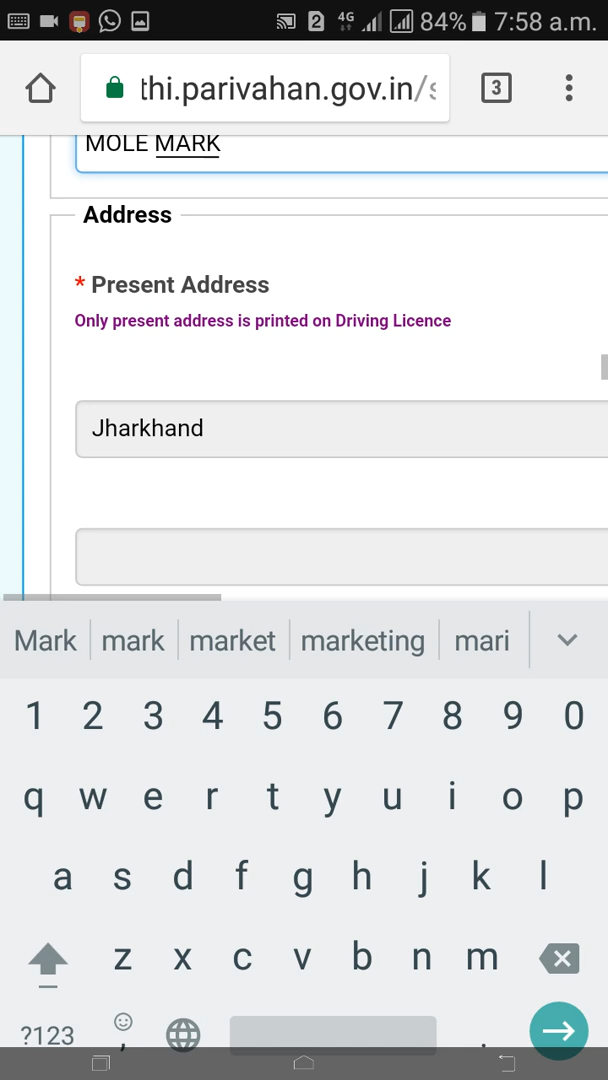 2 4G 84% 7:58 a.m.
thi.parivahan.gov.in/s 3
MOLE MARK
Address
* Present Address
Only present address is printed on Driving Licence
Jharkhand
Mark mark market marketing mari
1 2 3 4 5 6 7 8 9 0
q w e r t y u i o p
a s d f g h j k l
z x c v b n m
?123 , .